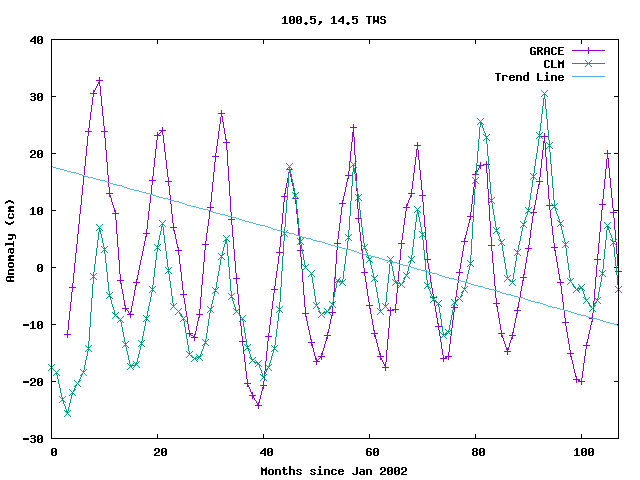 100.5, 14.5 TWS
GRACE
CLM
Trend Line
40
30
20
10
0
-10
-20
-30
Anomaly (cm)
0 20 40 60 80 100
Months since Jan 2002